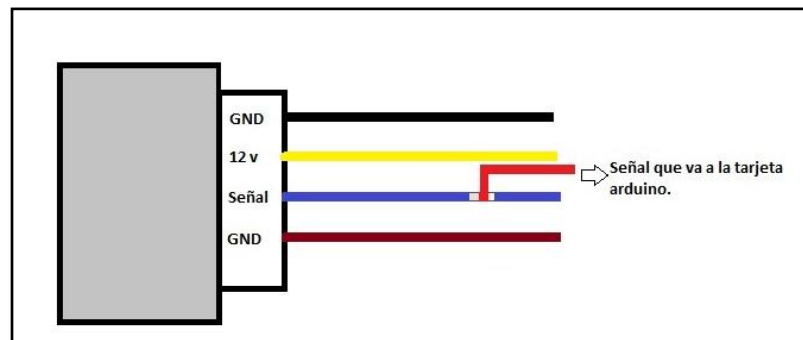 GND
12 v
Señal
GND
Señal que va a la tarjeta
arduino.